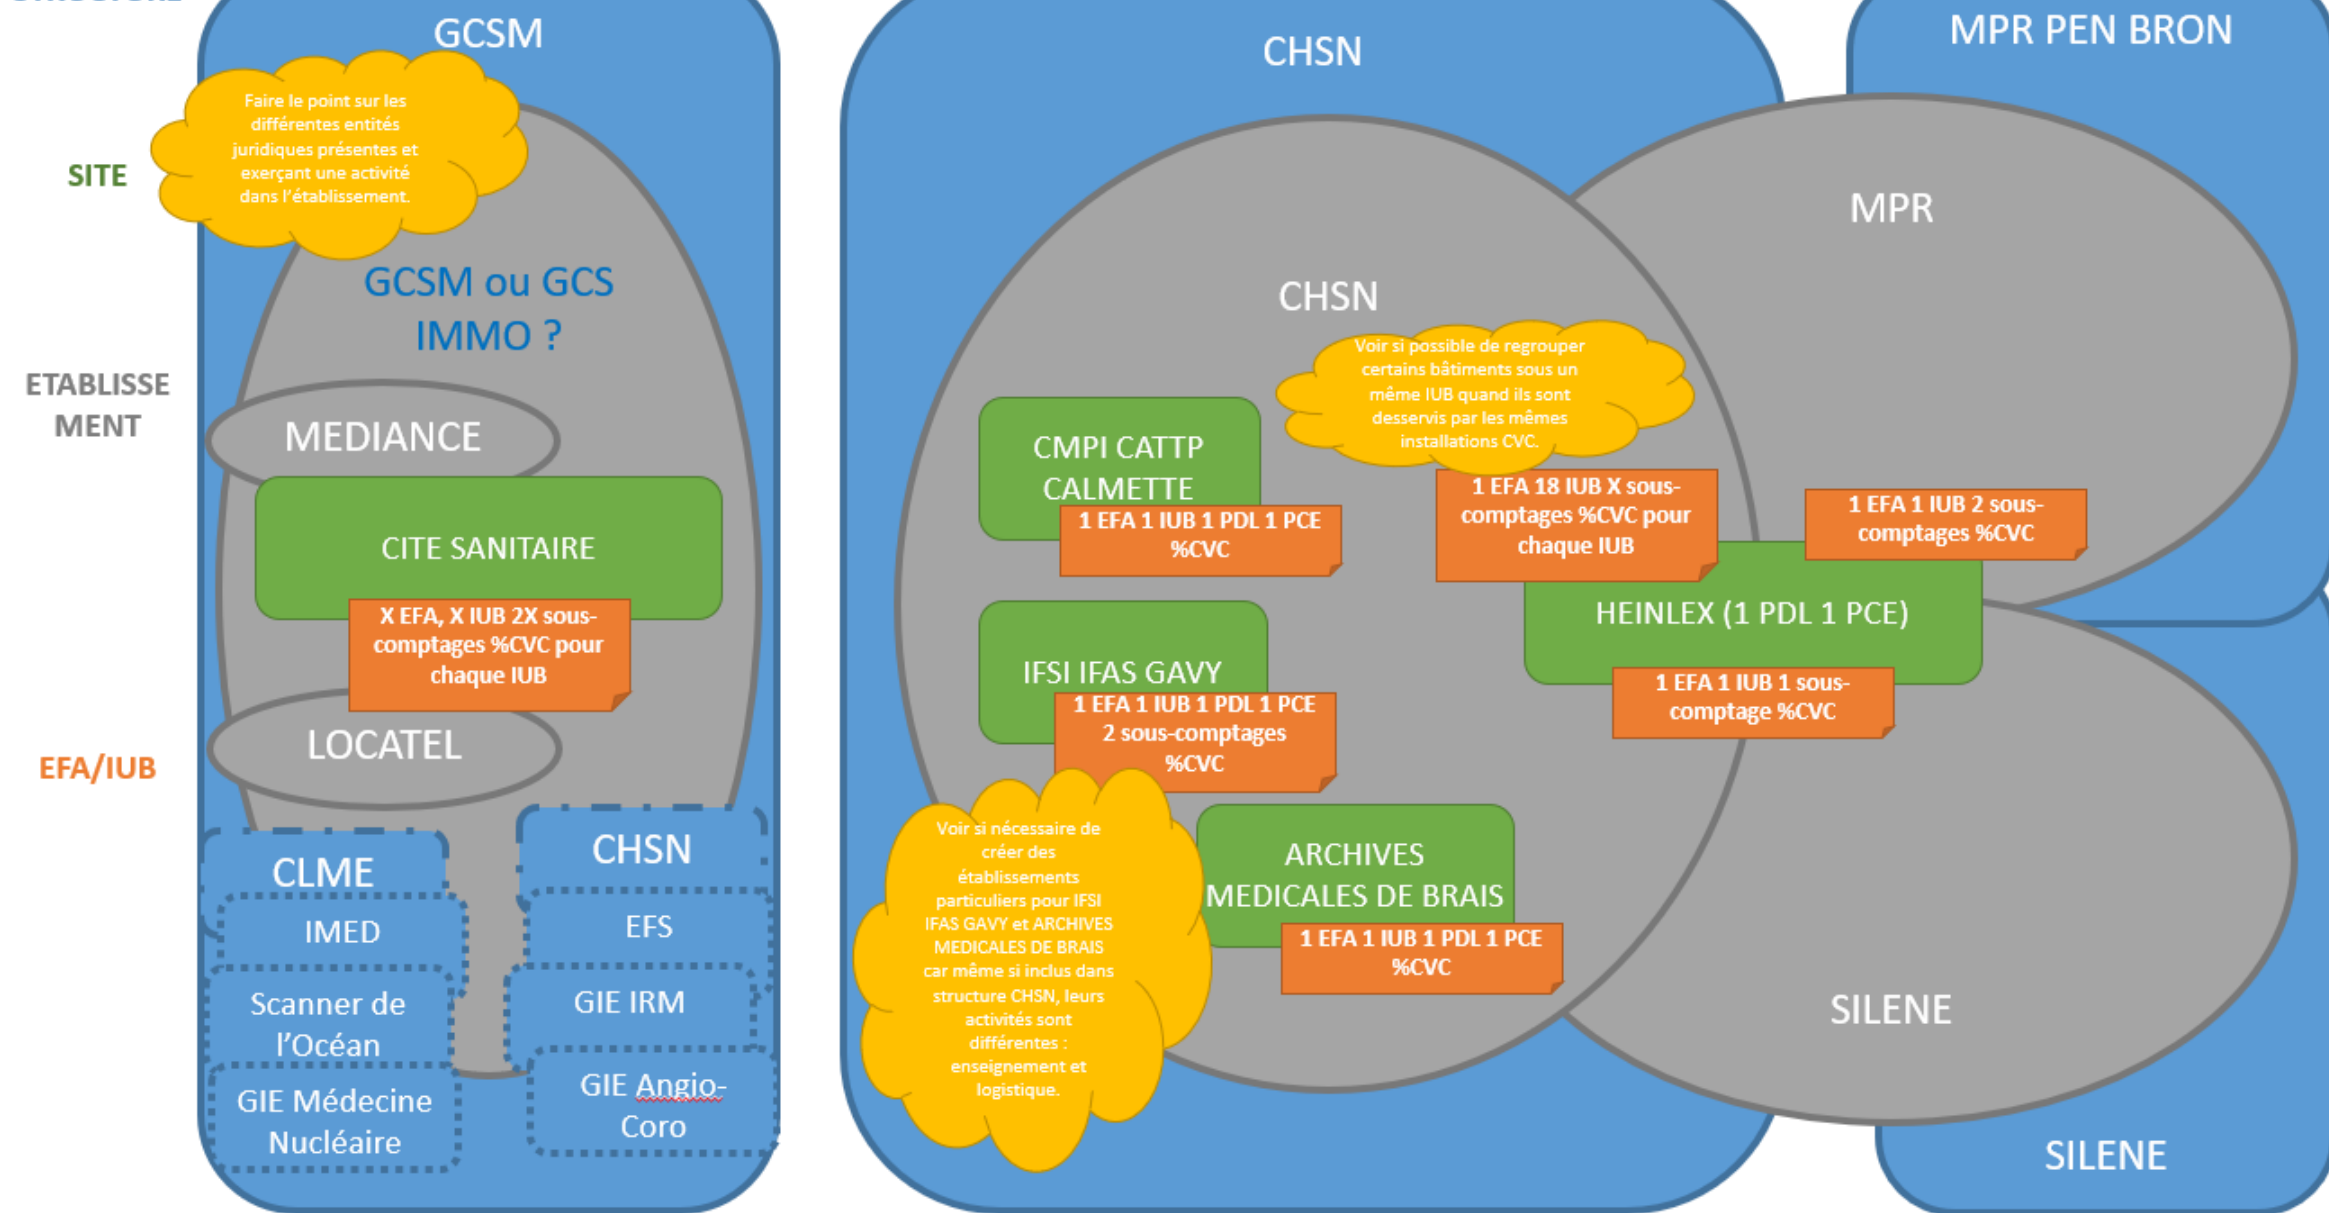 STRUCTURE
GCSM
Faire le point sur les
différentes entités
juridiques présentes et
exerçant une activité
dans l'établissement.
SITE
GCSM ou GCS
IMMO ?
ETABLISSE
MENT
MEDIANCE
CITE SANITAIRE
X EFA, X IUB 2X sous-
comptages %CVC pour
chaque IUB
LOCATEL
EFA/IUB
CLME
IMED
Scanner de
l'Océan
GIE Médecine
Nucléaire
CHSN
EFS
GIE IRM
GIE Angio-
Coro
CHSN
CHSN
Voir si possible de regrouper
certains bâtiments sous un
même IUB quand ils sont
desservis par les mêmes
installations CVC.
CMPI CATTP
CALMETTE
1 EFA 1 IUB 1 PDL 1 PCE
%CVC
1 EFA 18 IUB X sous-
comptages %CVC pour
chaque IUB
IFSI IFAS GAVY
1 EFA 1 IUB 1 PDL 1 PCE
2 sous-comptages
%CVC
Voir si nécessaire de
créer des
établissements
particuliers pour IFSI
IFAS GAVY et ARCHIVES
MEDICALES DE BRAIS
car même si inclus dans
structure CHSN, leurs
activités sont
différentes :
enseignement et
logistique.
ARCHIVES
MEDICALES DE BRAIS
1 EFA 1 IUB 1 PDL 1 PCE
%CVC
MPR PEN BRON
MPR
1 EFA 1 IUB 2 sous-
comptages %CVC
HEINLEX (1 PDL 1 PCE)
1 EFA 1 IUB 1 sous-
comptage %CVC
SILENE
SILENE